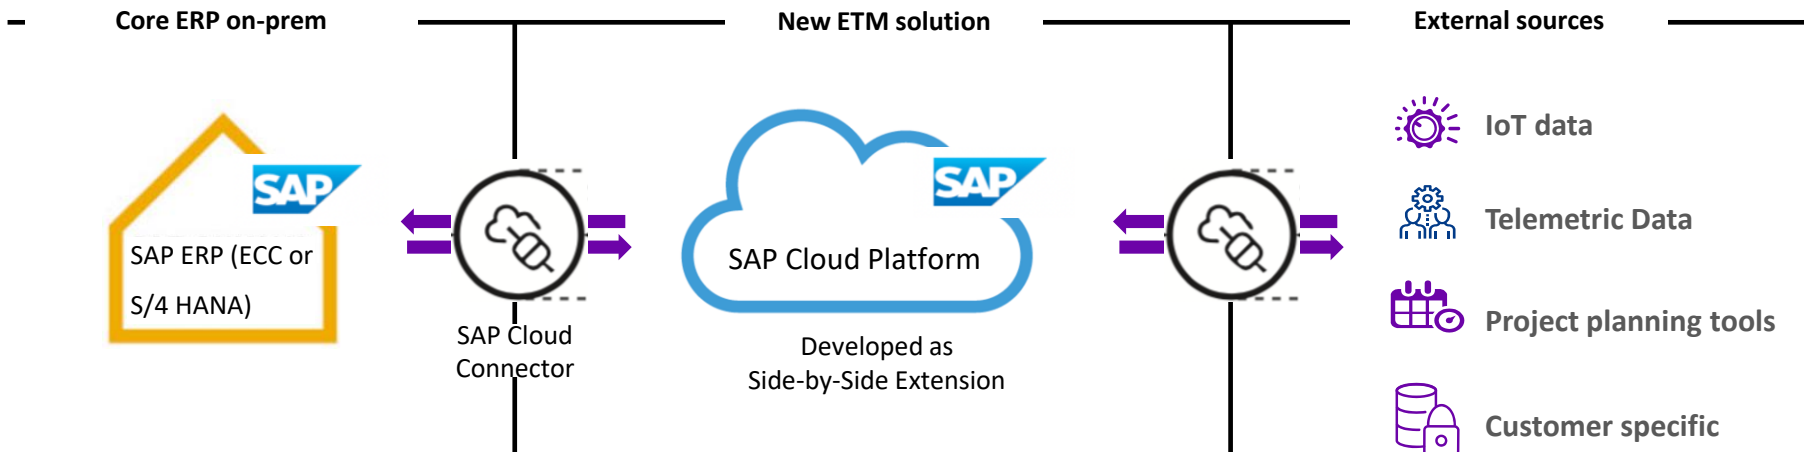 Core ERP on-prem
New ETM solution
External sources
SAP
SAP ERP (ECC or
S/4 HANA)
SAP Cloud
Connector
SAP
SAP Cloud Platform
Developed as
Side-by-Side Extension
IoT data
Telemetric Data
Project planning tools
Customer specific